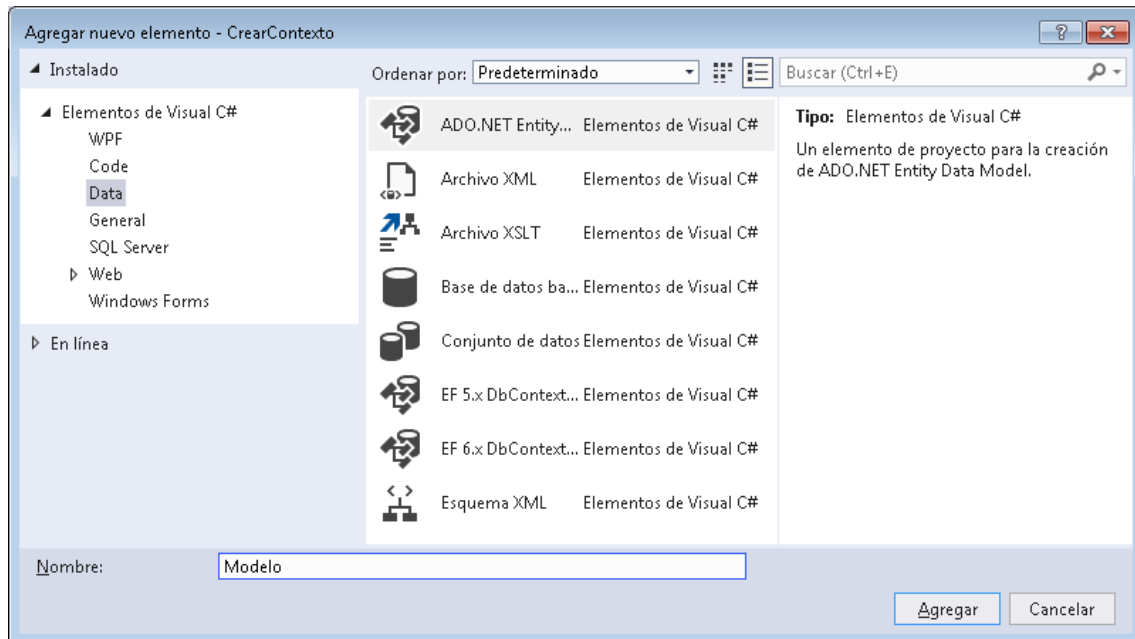 Agregar nuevo elemento - CrearContexto
Instalado
Elementos de Visual C#
WPF
Code
Data
General
SQL Server
Web
Windows Forms
En línea
Ordenar por: Predeterminado
ADO.NET Entity... Elementos de Visual C#
Archivo XML Elementos de Visual C#
Archivo XSLT Elementos de Visual C#
Base de datos ba... Elementos de Visual C#
Conjunto de datos Elementos de Visual C#
EF 5.x DbContext... Elementos de Visual C#
EF 6.x DbContext... Elementos de Visual C#
Esquema XML Elementos de Visual C#
Buscar (Ctrl+E)
Tipo: Elementos de Visual C#
Un elemento de proyecto para la creación
de ADO.NET Entity Data Model.
Nombre: Modelo
Agregar Cancelar